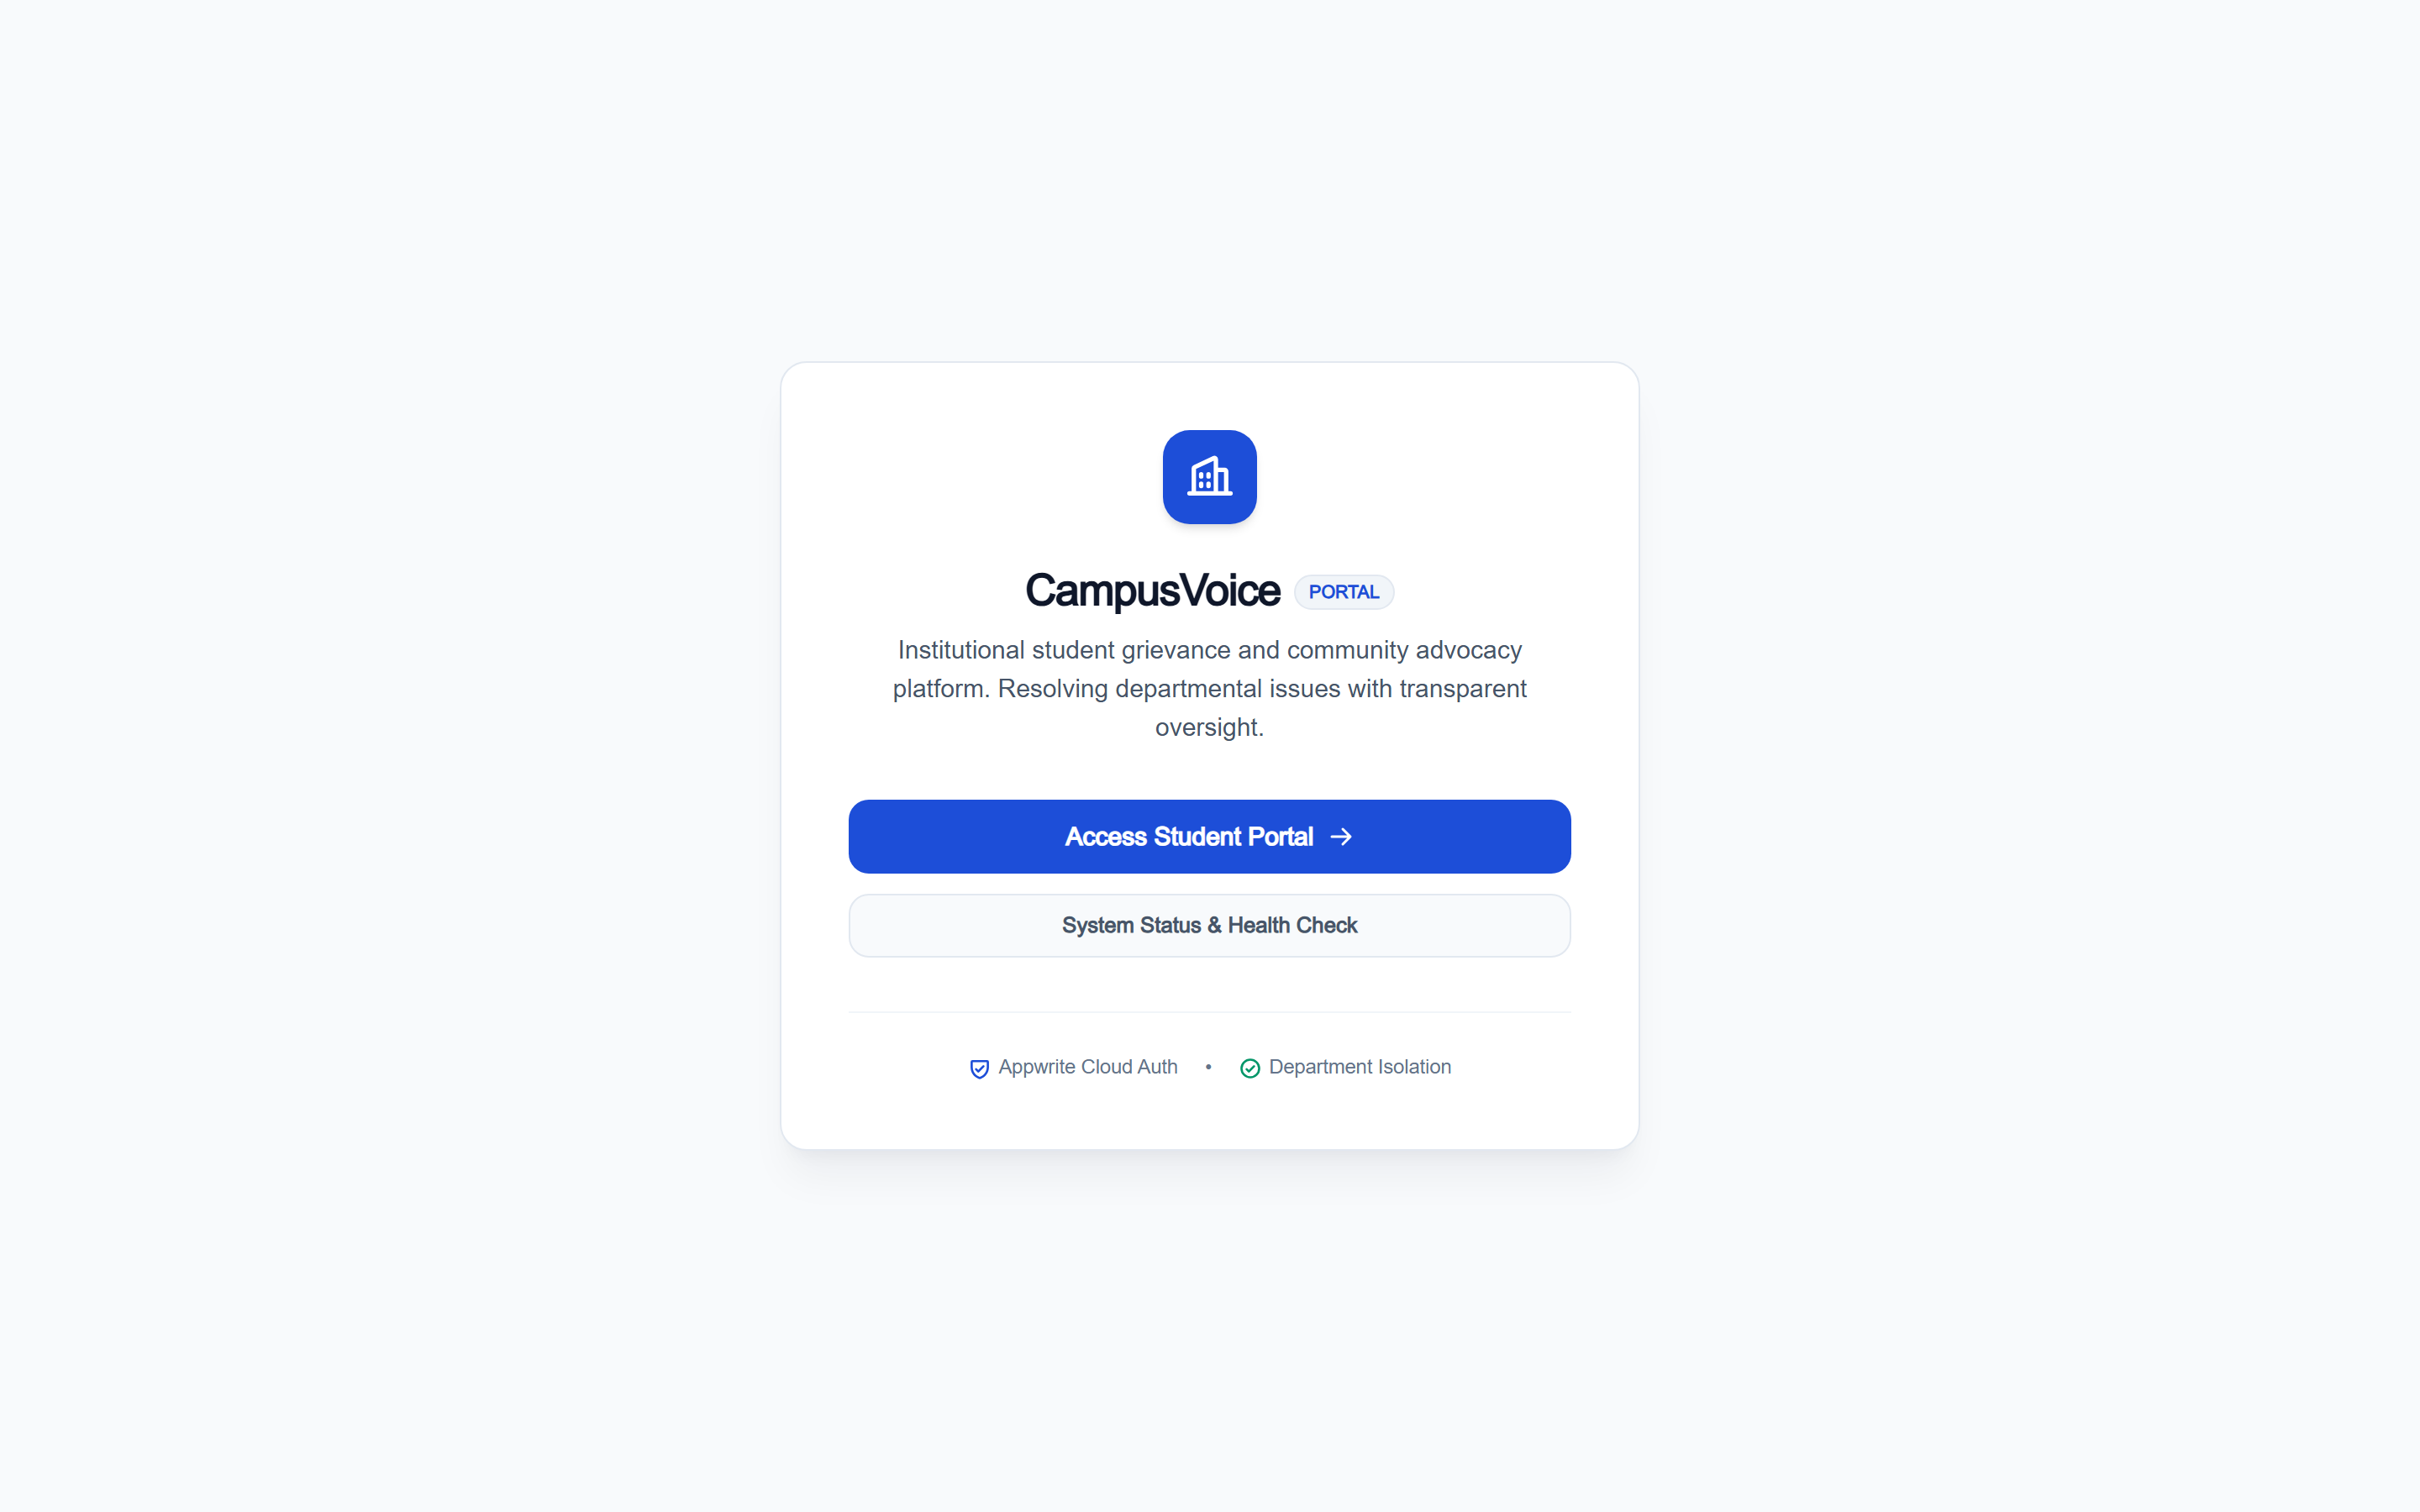 CampusVoice PORTAL
Institutional student grievance and community advocacy
platform. Resolving departmental issues with transparent
oversight.
Access Student Portal →
System Status & Health Check
Appwrite Cloud Auth • Department Isolation